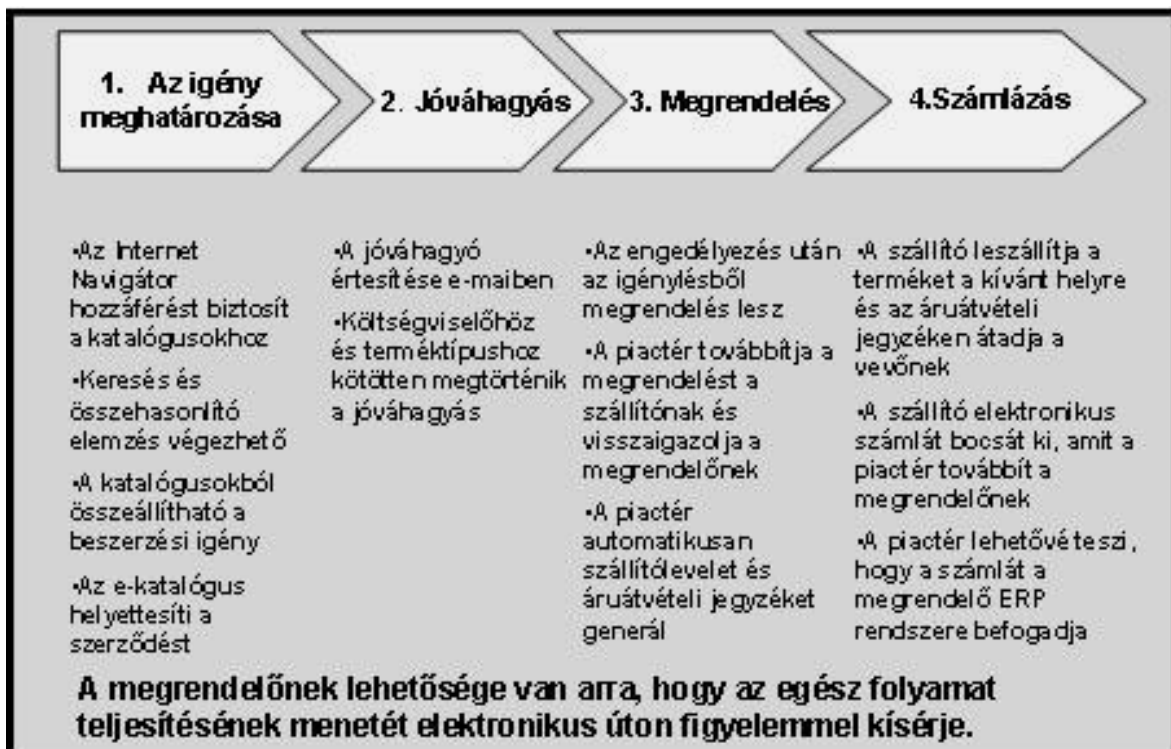 1. Az igény
meghatározása
2. Jóváhagyás
3. Megrendelés
4.Számlázás
•Az Internet
Navigátor
hozzáférést biztosít
a katalógusokhoz
•Keresés és
összehasonlító
elemzés végezhető
•A katalógusokból
összeállítható a
beszerzési igény
•Az e-katalógus
helyettesíti a
szerződést
•A jóváhagyó
értesítése e-maiben
•Költségviselőhöz
és terméktípushoz
kötötten megtörténik
a jóváhagyás
•Az engedélyezés után
az igénylésből
megrendelés lesz
•A piactér továbbítja a
megrendelést a
szállítónak és
visszaigazolja a
megrendelőnek
•A piactér
automatikusan
szállítólevelet és
áruátvételi jegyzéket
generál
•A szállító leszállítja a
terméket a kívánt helyre
és az áruátvételi
jegyzéken átadja a
vevőnek
•A szállító elektronikus
számlát bocsát ki, amit a
piactér továbbít a
megrendelőnek
•A piactér lehetővé teszi,
hogy a számlát a
megrendelő ERP
rendszere befogadja
A megrendelőnek lehetősége van arra, hogy az egész folyamat
teljesítésének menetét elektronikus úton figyelemmel kísérje.